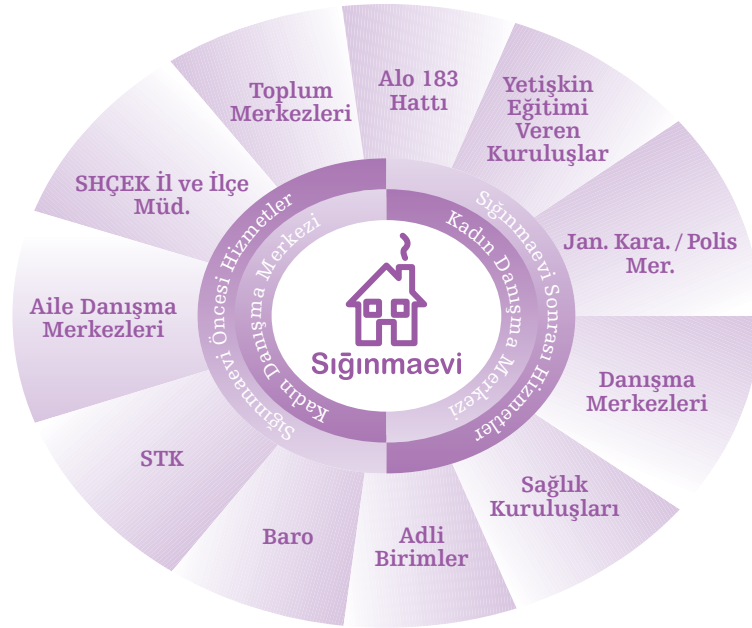 Alo 183
Hattı
Yetişkin
Eğitimi
Veren
Kuruluşlar
Jan. Kara. / Polis
Mer.
Danışma
Merkezleri
Sağlık
Kuruluşları
Adli
Birimler
Baro
STK
Aile Danışma
Merkezleri
SHÇEK İl ve İlçe
Müd.
Toplum
Merkezleri
Sığınmaevi Öncesi Hizmetler
Kadın Danışma Merkezi
Sığınmaevi Sonrası Hizmetler
Kadın Danışma Merkezi
Sığınmaevi